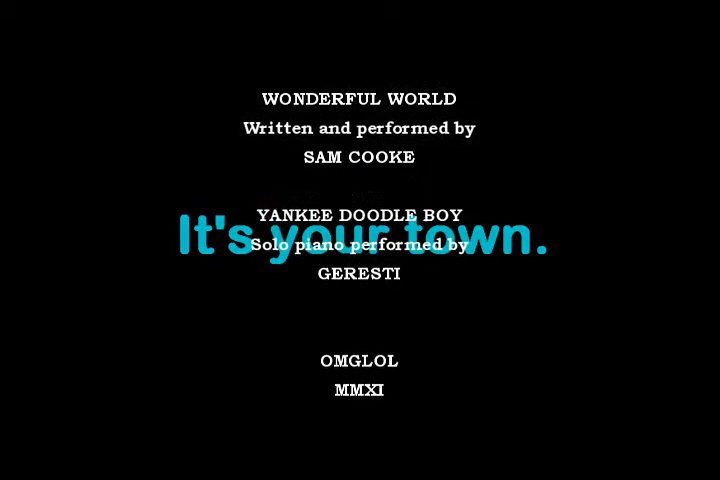 WONDERFUL WORLD
Written and performed by
SAM COOKE
YANKEE DOODLE BOY
It's your town.
Solo piano performed by
GERESTI
OMGLOL
MMXI